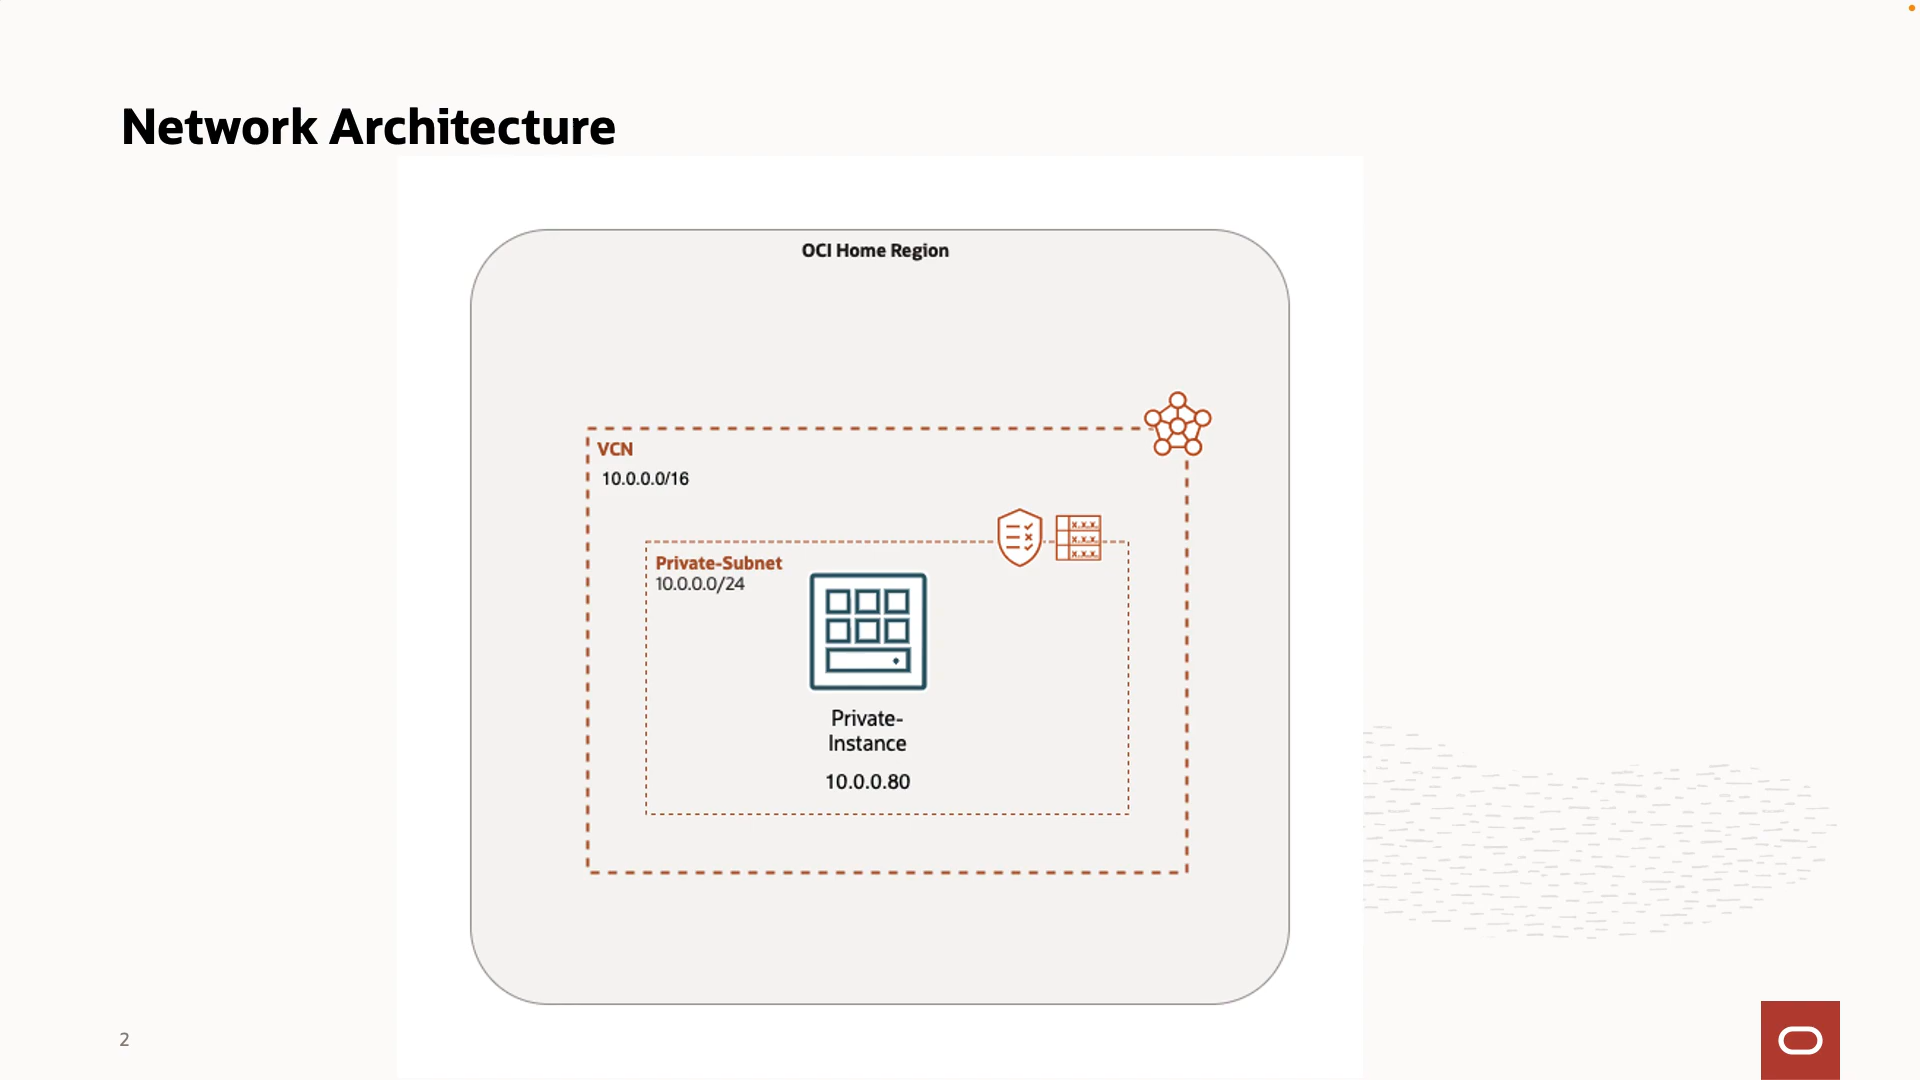 Network Architecture
OCI Home Region
VCN
10.0.0.0/16
Private-Subnet
10.0.0.0/24
x.x.x.
x.x.x.
x.x.x.
Private-
Instance
10.0.0.80
2